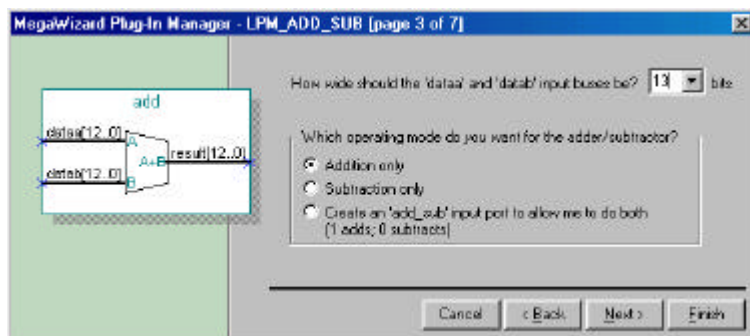 MegaWizard Plug-In Manager - LPM_ADD_SUB [page 3 of 7]
add
dataa[12..0]
A
A+B
result[12..0]
datab[12..0]
B
How wide should the 'dataa' and 'datab' input buses be? 13 bits
Which operating mode do you want for the adder/subtractor?
Addition only
Subtraction only
Create an 'add_sub' input port to allow me to do both
(1 adds; 0 subtracts)
Cancel
< Back
Next >
Finish